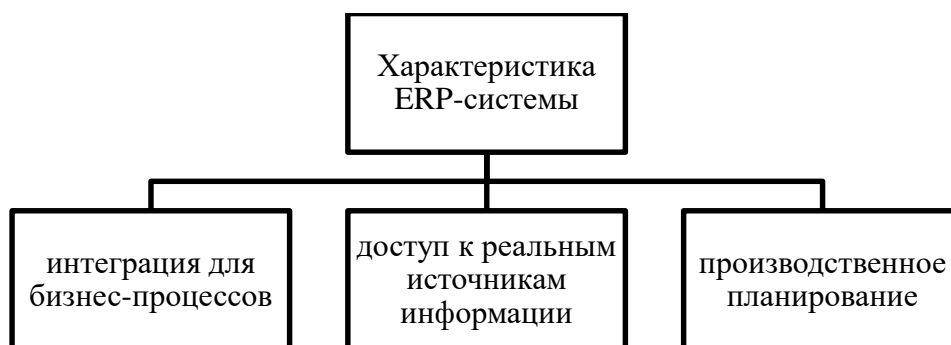 Характеристика
ERP-системы
интеграция для
бизнес-процессов
доступ к реальным
источникам
информации
производственное
планирование